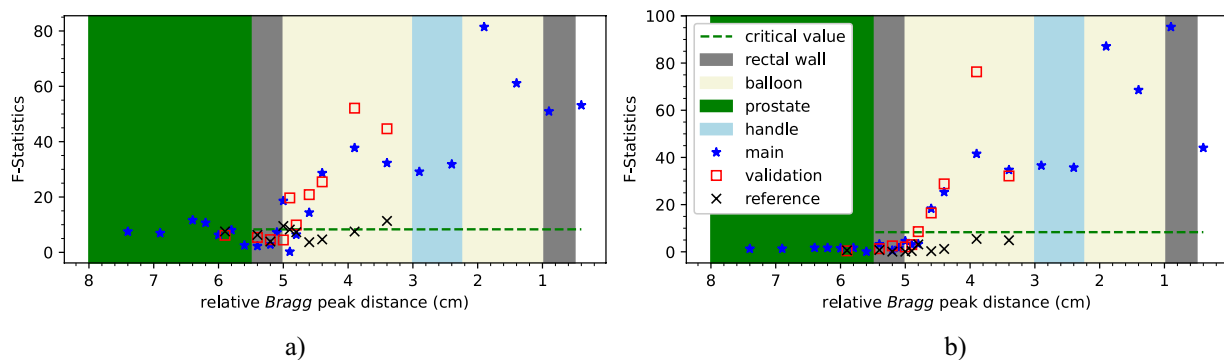 80
60
40
20
0
F-Statistics
8 7 6 5 4 3 2 1
relative Bragg peak distance (cm)
a)
100
80
60
40
20
0
F-Statistics
critical value
rectal wall
balloon
prostate
handle
main
validation
reference
8 7 6 5 4 3 2 1
relative Bragg peak distance (cm)
b)